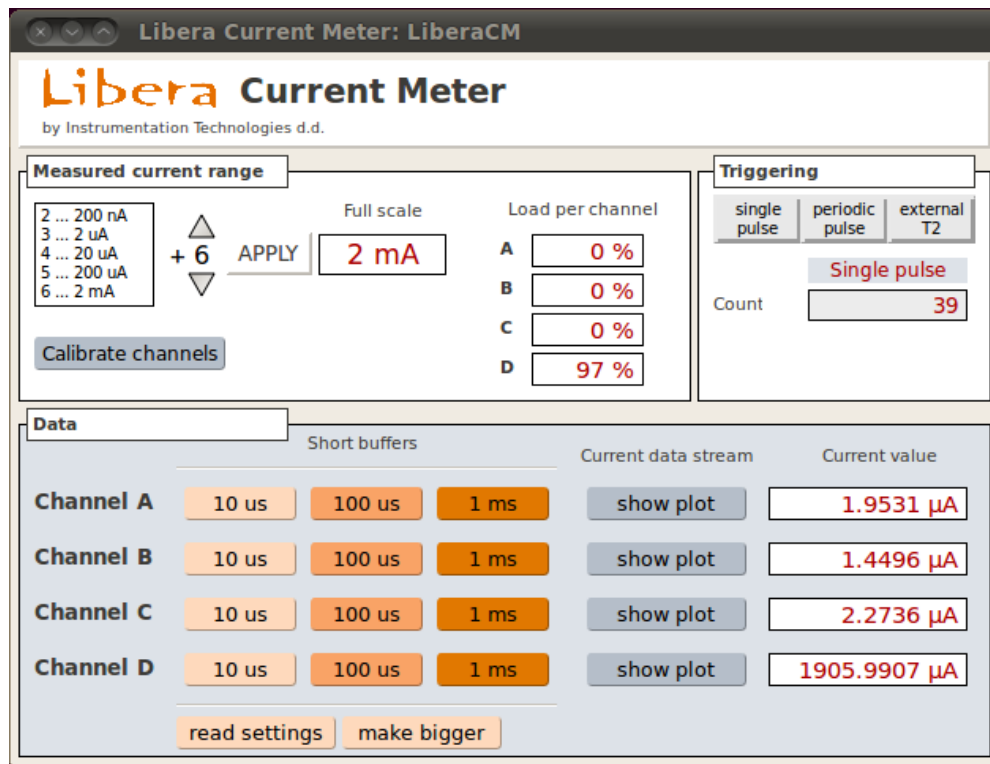 Libera Current Meter: LiberaCM
Libera Current Meter
by Instrumentation Technologies d.d.
Measured current range
2 ... 200 nA
3 ... 2 uA
4 ... 20 uA
5 ... 200 uA
6 ... 2 mA
+ 6
APPLY
Full scale
2 mA
Load per channel
A 0 %
B 0 %
C 0 %
D 97 %
Calibrate channels
Triggering
single pulse
periodic pulse
external T2
Single pulse
Count 39
Data
Short buffers
Current data stream
Current value
Channel A 10 us 100 us 1 ms show plot 1.9531 µA
Channel B 10 us 100 us 1 ms show plot 1.4496 µA
Channel C 10 us 100 us 1 ms show plot 2.2736 µA
Channel D 10 us 100 us 1 ms show plot 1905.9907 µA
read settings make bigger